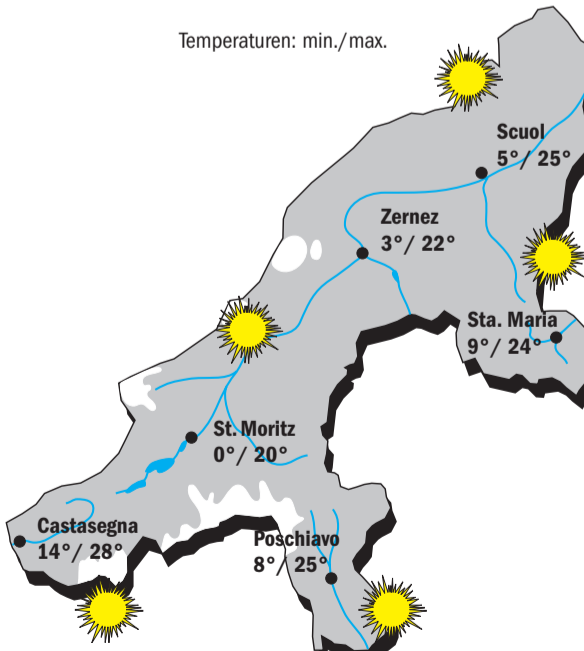 Temperaturen: min./max.
Scuol
5°/ 25°
Zernez
3°/ 22°
Sta. Maria
9°/ 24°
St. Moritz
0°/ 20°
Castasegna
14°/ 28°
Poschiavo
8°/ 25°